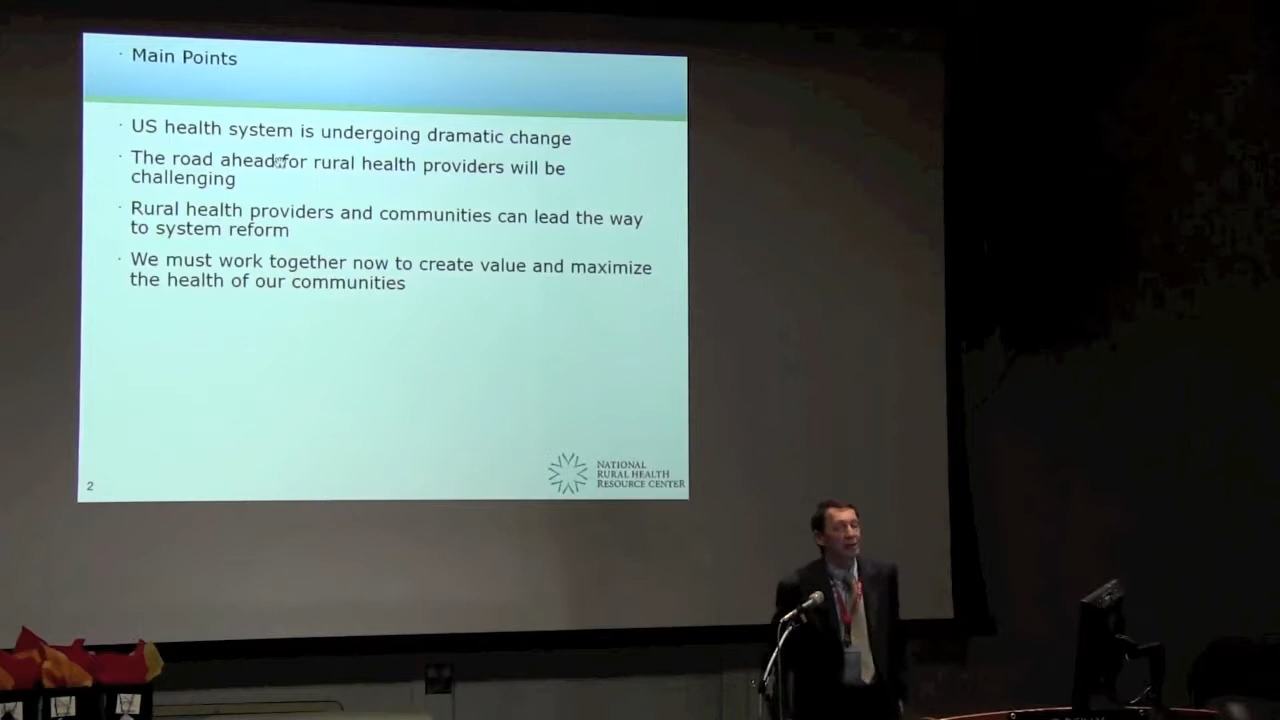 Main Points
US health system is undergoing dramatic change
The road ahead for rural health providers will be
challenging
Rural health providers and communities can lead the way
to system reform
We must work together now to create value and maximize
the health of our communities
NATIONAL
RURAL HEALTH
RESOURCE CENTER
2